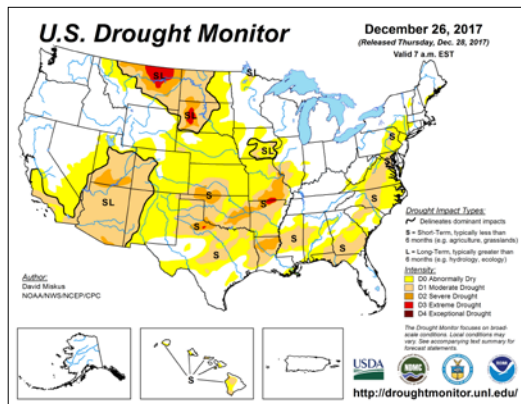 U.S. Drought Monitor
December 26, 2017
(Released Thursday, Dec. 28, 2017)
Valid 7 a.m. EST
SL
SL
SL
SL
SL
S
S
S
S
S
S
S
S
S
Drought Impact Types:
Delineates dominant impacts
S = Short-Term, typically less than
6 months (e.g. agriculture, grasslands)
L = Long-Term, typically greater than
6 months (e.g. hydrology, ecology)
Intensity:
D0 Abnormally Dry
D1 Moderate Drought
D2 Severe Drought
D3 Extreme Drought
D4 Exceptional Drought
Author:
David Miskus
NOAA/NWS/NCEP/CPC
S
The Drought Monitor focuses on broad-
scale conditions. Local conditions may
vary. See accompanying text summary for
forecast statements.
USDA
NDMC
http://droughtmonitor.unl.edu/